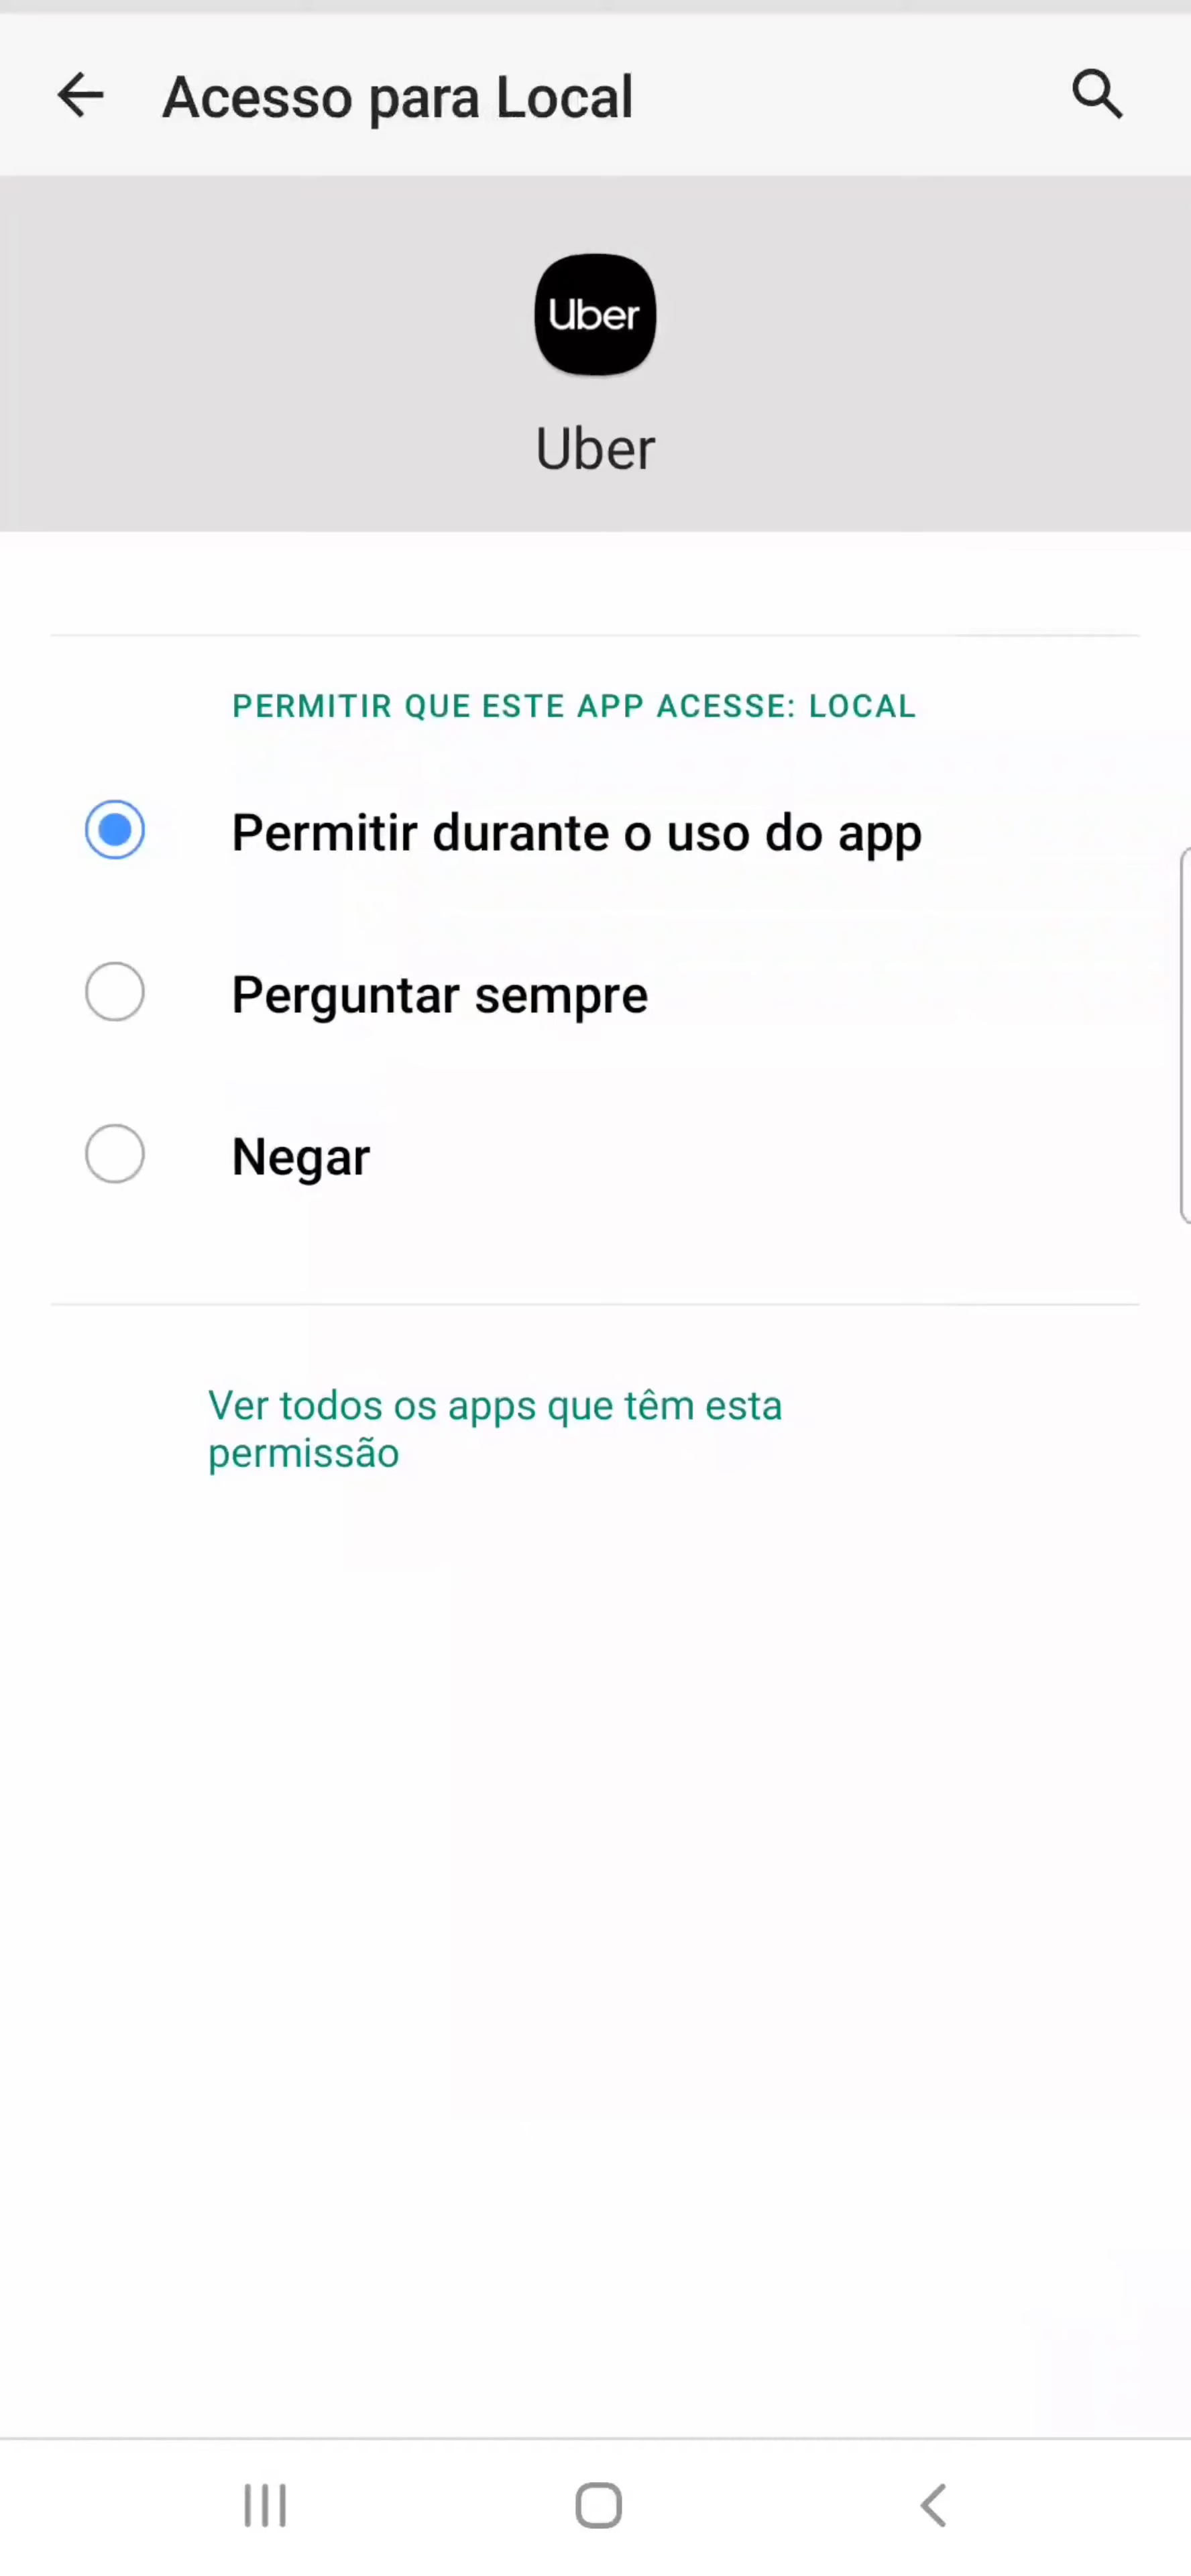 Acesso para Local
Uber
Uber
PERMITIR QUE ESTE APP ACESSE: LOCAL
Permitir durante o uso do app
Perguntar sempre
Negar
Ver todos os apps que têm esta
permissão